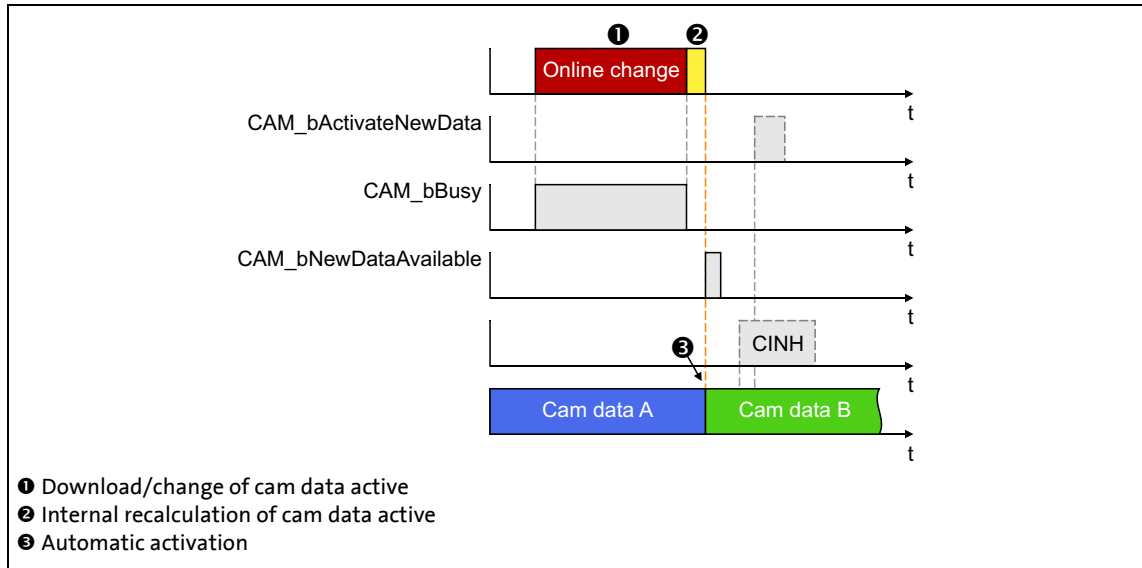 ❶ ❷
Online change
t
CAM_bActivateNewData
t
CAM_bBusy
t
CAM_bNewDataAvailable
t
CINH
❸
t
Cam data A Cam data B
t
❶ Download/change of cam data active
❷ Internal recalculation of cam data active
❸ Automatic activation